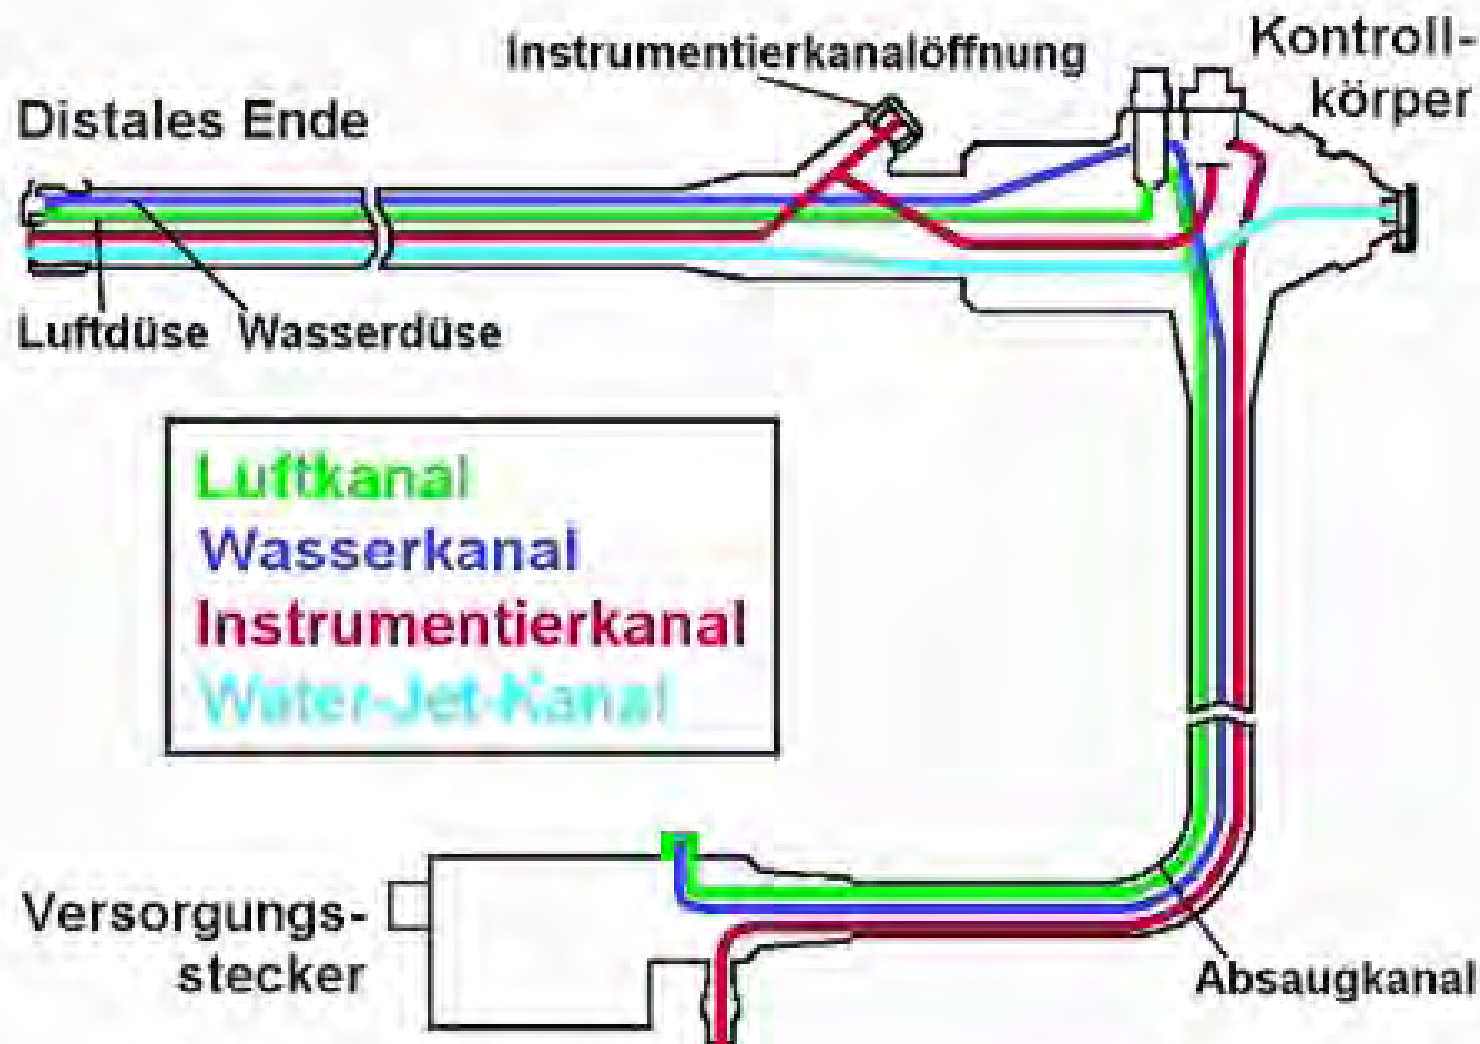 Instrumentierkanalöffnung
Kontroll-
körper
Distales Ende
Luftdüse
Wasserdüse
Luftkanal
Wasserkanal
Instrumentierkanal
Water-Jet-Kanal
Versorgungs-
stecker
Absaugkanal